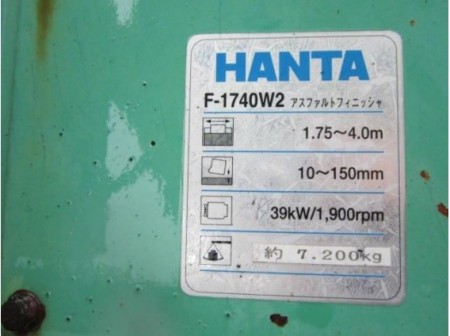 HANTA
F-1740W2 アスファルトフィニッシャ
1.75～4.0m
10～150mm
39kW/1,900rpm
約 7.200kg